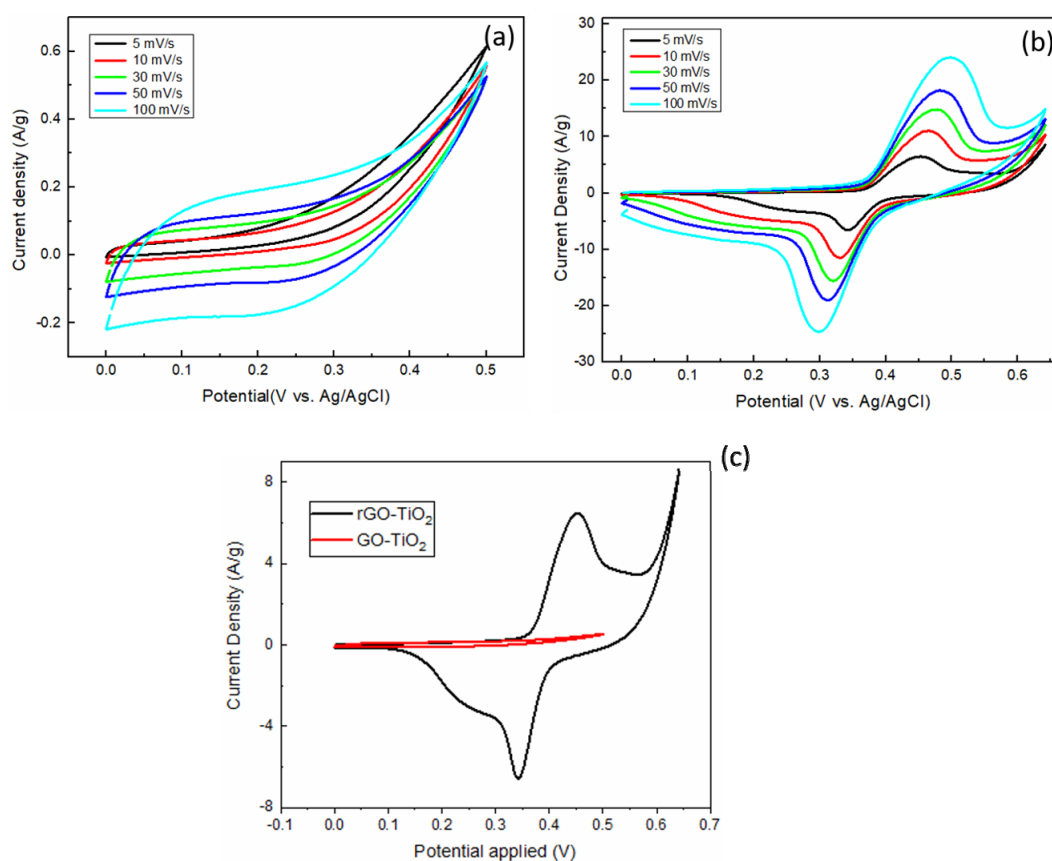 (a)
5 mV/s
10 mV/s
30 mV/s
50 mV/s
100 mV/s
Current density (A/g)
0.6
0.4
0.2
0.0
-0.2
0.0 0.1 0.2 0.3 0.4 0.5
Potential(V vs. Ag/AgCl)
(b)
5 mV/s
10 mV/s
30 mV/s
50 mV/s
100 mV/s
Current Density (A/g)
30
20
10
0
-10
-20
-30
0.0 0.1 0.2 0.3 0.4 0.5 0.6
Potential (V vs. Ag/AgCl)
(c)
rGO-TiO₂
GO-TiO₂
Current Density (A/g)
8
4
0
-4
-8
-0.1 0.0 0.1 0.2 0.3 0.4 0.5 0.6 0.7
Potential applied (V)